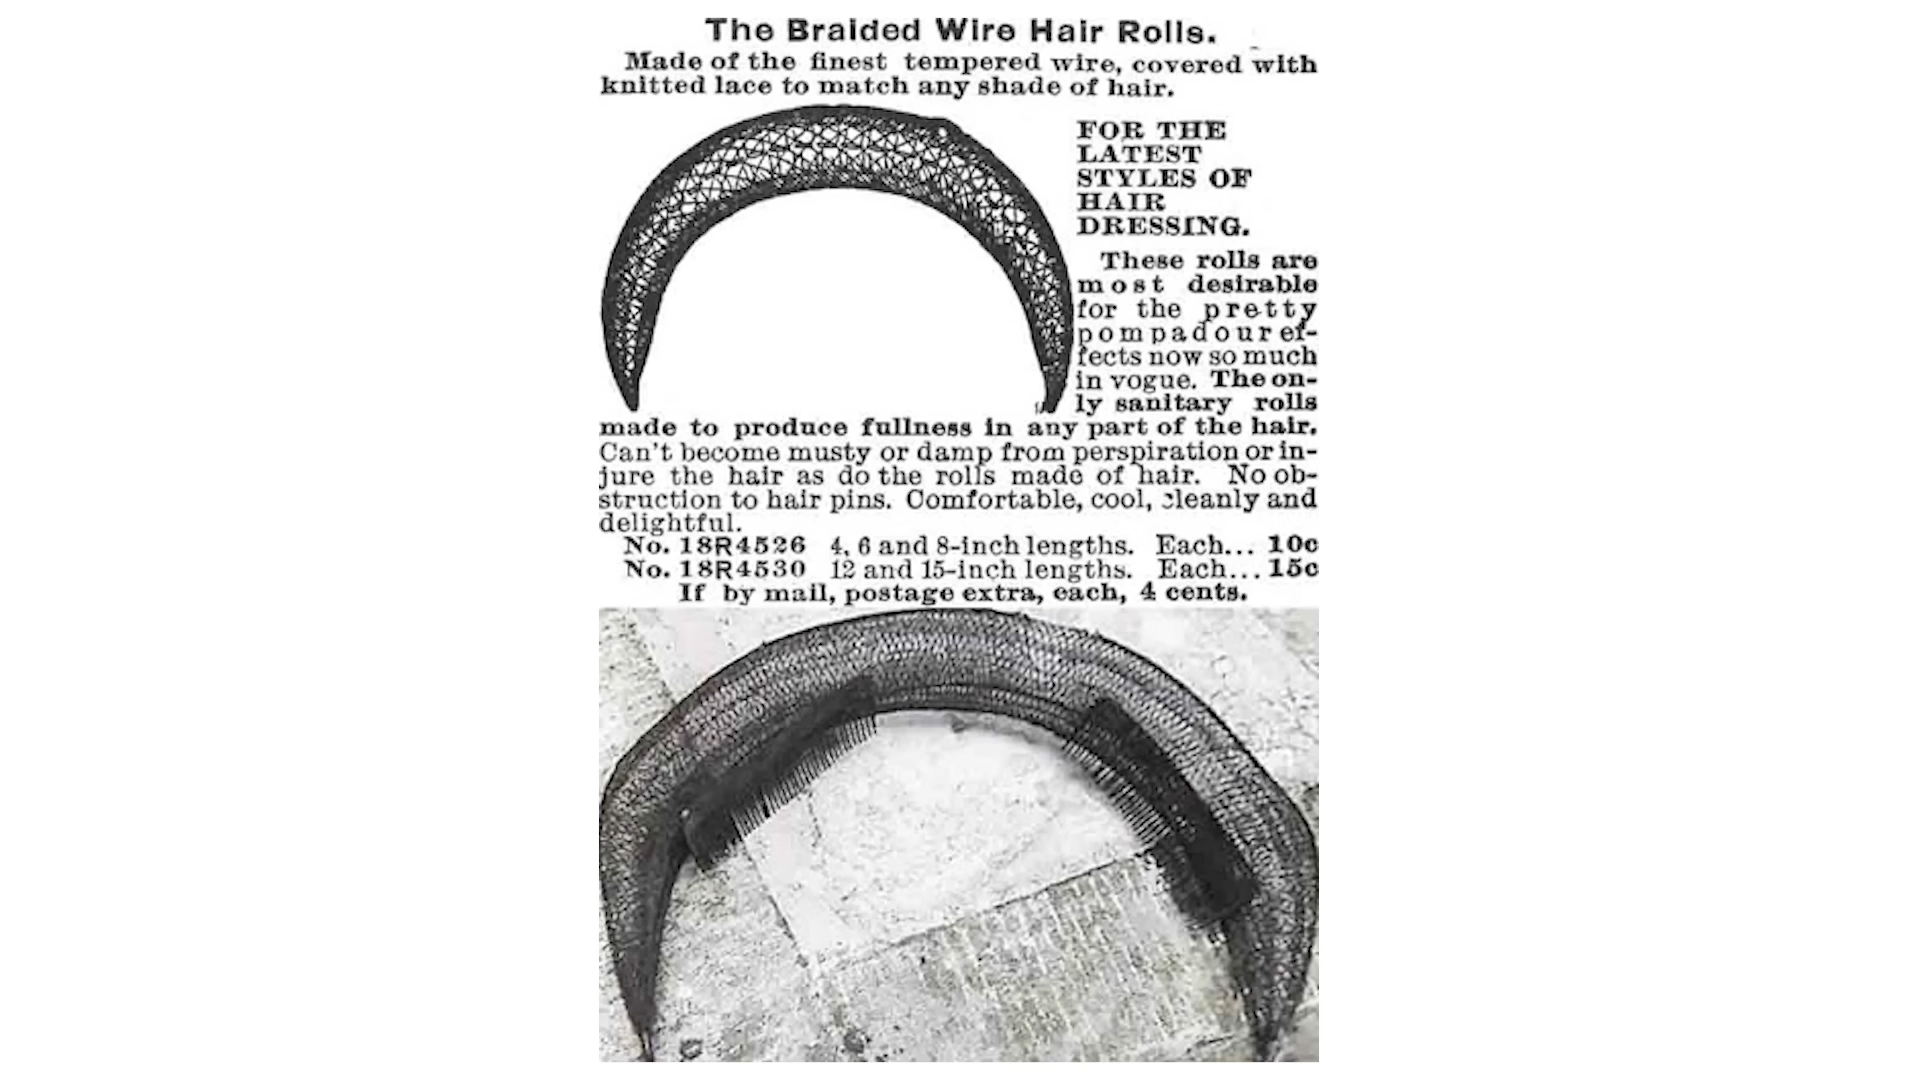 The Braided Wire Hair Rolls.
Made of the finest tempered wire, covered with
knitted lace to match any shade of hair.
FOR THE
LATEST
STYLES OF
HAIR
DRESSING.
These rolls are
most desirable
for the pretty
pompadour ef-
fects now so much
in vogue. The on-
ly sanitary rolls
made to produce fullness in any part of the hair.
Can't become musty or damp from perspiration or in-
jure the hair as do the rolls made of hair. No ob-
struction to hair pins. Comfortable, cool, cleanly and
delightful.
No. 18R4526 4, 6 and 8-inch lengths. Each... 10c
No. 18R4530 12 and 15-inch lengths. Each... 15c
If by mail, postage extra, each, 4 cents.